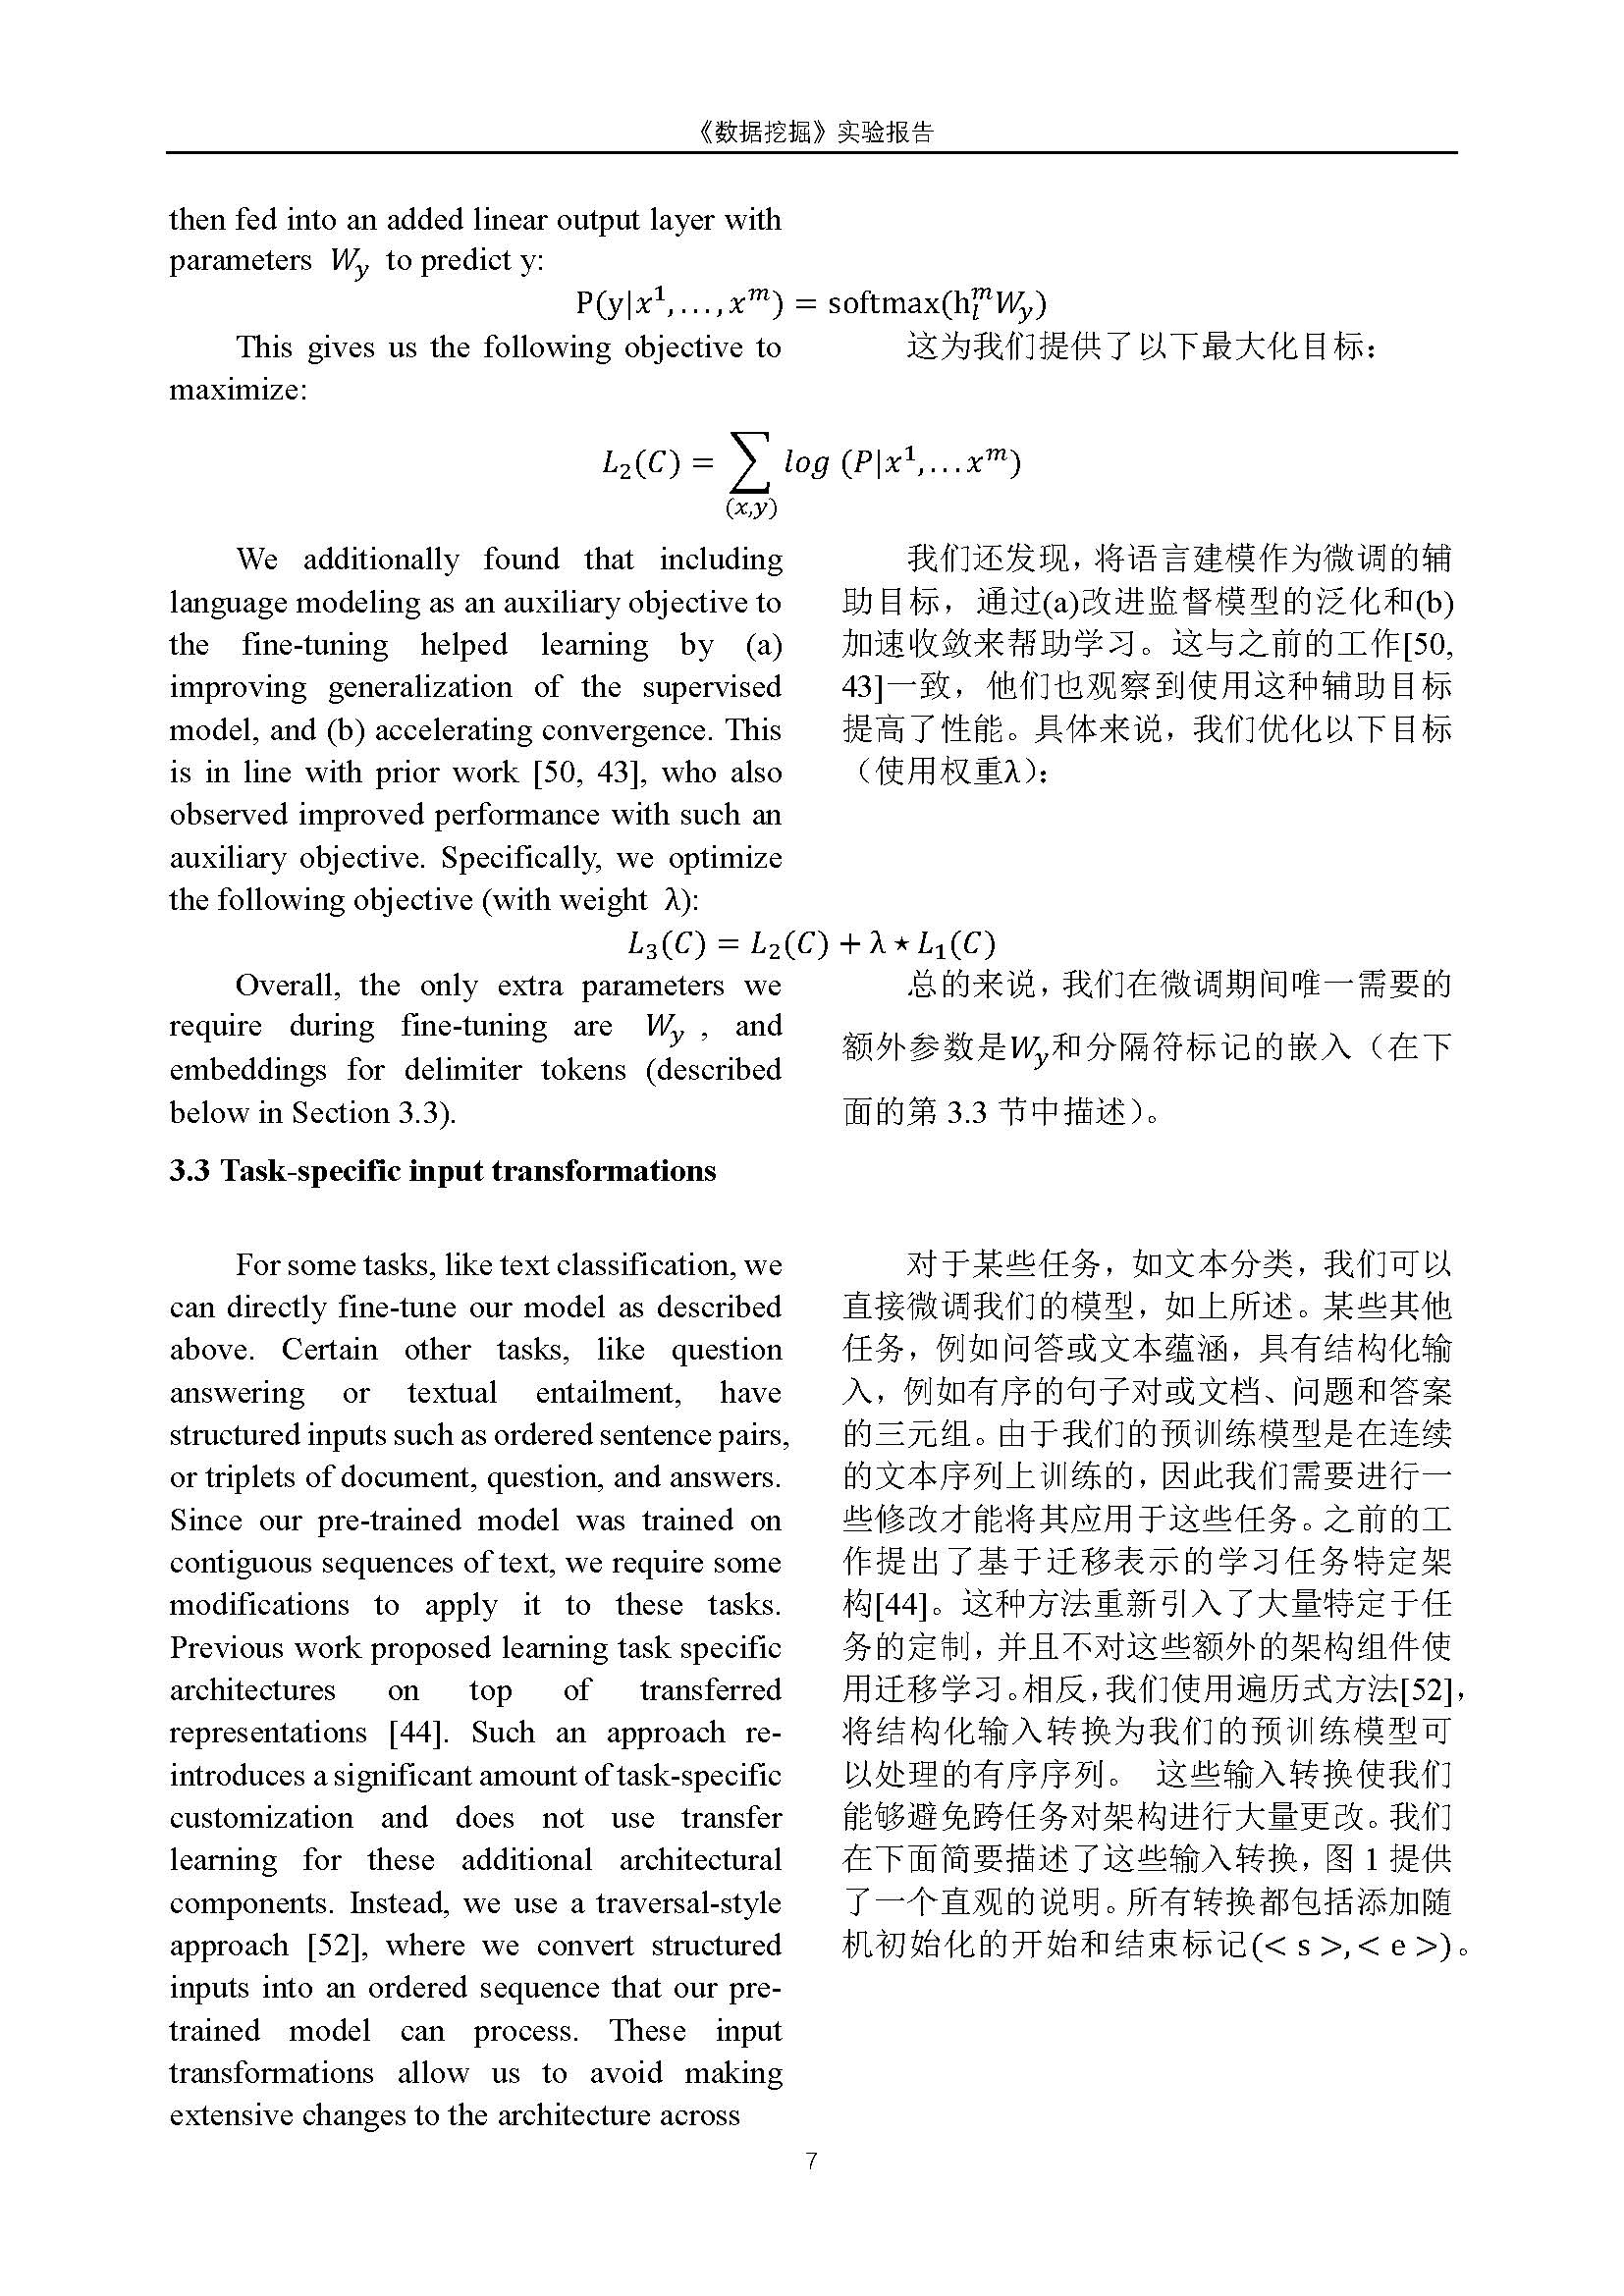 《数据挖掘》实验报告
then fed into an added linear output layer with
parameters W_y to predict y:
P(y|x^1,...,x^m) = softmax(h_l^m W_y)
This gives us the following objective to
maximize:
这为我们提供了以下最大化目标：
L_2(C) = ∑_{(x,y)} log (P|x^1,...x^m)
We additionally found that including
language modeling as an auxiliary objective to
the fine-tuning helped learning by (a)
improving generalization of the supervised
model, and (b) accelerating convergence. This
is in line with prior work [50, 43], who also
observed improved performance with such an
auxiliary objective. Specifically, we optimize
the following objective (with weight λ):
我们还发现，将语言建模作为微调的辅
助目标，通过(a)改进监督模型的泛化和(b)
加速收敛来帮助学习。这与之前的工作[50,
43]一致，他们也观察到使用这种辅助目标
提高了性能。具体来说，我们优化以下目标
（使用权重λ）：
L_3(C) = L_2(C) + λ ⋆ L_1(C)
Overall, the only extra parameters we
require during fine-tuning are W_y , and
embeddings for delimiter tokens (described
below in Section 3.3).
总的来说，我们在微调期间唯一需要的
额外参数是W_y和分隔符标记的嵌入（在下
面的第 3.3 节中描述）。
3.3 Task-specific input transformations
For some tasks, like text classification, we
can directly fine-tune our model as described
above. Certain other tasks, like question
answering or textual entailment, have
structured inputs such as ordered sentence pairs,
or triplets of document, question, and answers.
Since our pre-trained model was trained on
contiguous sequences of text, we require some
modifications to apply it to these tasks.
Previous work proposed learning task specific
architectures on top of transferred
representations [44]. Such an approach re-
introduces a significant amount of task-specific
customization and does not use transfer
learning for these additional architectural
components. Instead, we use a traversal-style
approach [52], where we convert structured
inputs into an ordered sequence that our pre-
trained model can process. These input
transformations allow us to avoid making
extensive changes to the architecture across
对于某些任务，如文本分类，我们可以
直接微调我们的模型，如上所述。某些其他
任务，例如问答或文本蕴涵，具有结构化输
入，例如有序的句子对或文档、问题和答案
的三元组。由于我们的预训练模型是在连续
的文本序列上训练的，因此我们需要进行一
些修改才能将其应用于这些任务。之前的工
作提出了基于迁移表示的学习任务特定架
构[44]。这种方法重新引入了大量特定于任
务的定制，并且不对这些额外的架构组件使
用迁移学习。相反，我们使用遍历式方法[52]，
将结构化输入转换为我们的预训练模型可
以处理的有序序列。 这些输入转换使我们
能够避免跨任务对架构进行大量更改。我们
在下面简要描述了这些输入转换，图 1 提供
了一个直观的说明。所有转换都包括添加随
机初始化的开始和结束标记(< s >,< e >)。
7